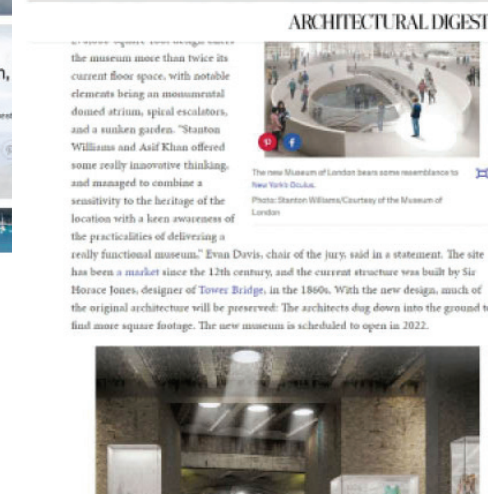 ARCHITECTURAL DIGEST
the museum more than twice its
current floor space, with notable
elements being an monumental
domed atrium, spiral escalators,
and a sunken garden. "Stanton
Williams and Asif Khan offered
some really innovative thinking,
and managed to combine a
sensitivity to the heritage of the
location with a keen awareness of
the practicalities of delivering a
The new Museum of London bears some resemblance to
New York's Oculus.
Photo: Stanton Williams/Courtesy of the Museum of
London
really functional museum," Evan Davis, chair of the jury, said in a statement. The site
has been a market since the 12th century, and the current structure was built by Sir
Horace Jones, designer of Tower Bridge, in the 1860s. With the new design, much of
the original architecture will be preserved: The architects dug down into the ground to
find more square footage. The new museum is scheduled to open in 2022.